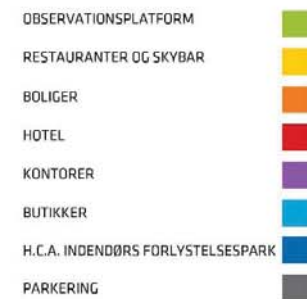 OBSERVATIONSPLATFORM
RESTAURANTER OG SKYBAR
BOLIGER
HOTEL
KONTORER
BUTIKKER
H.C.A. INDENDØRS FORLYSTELSESPARK
PARKERING